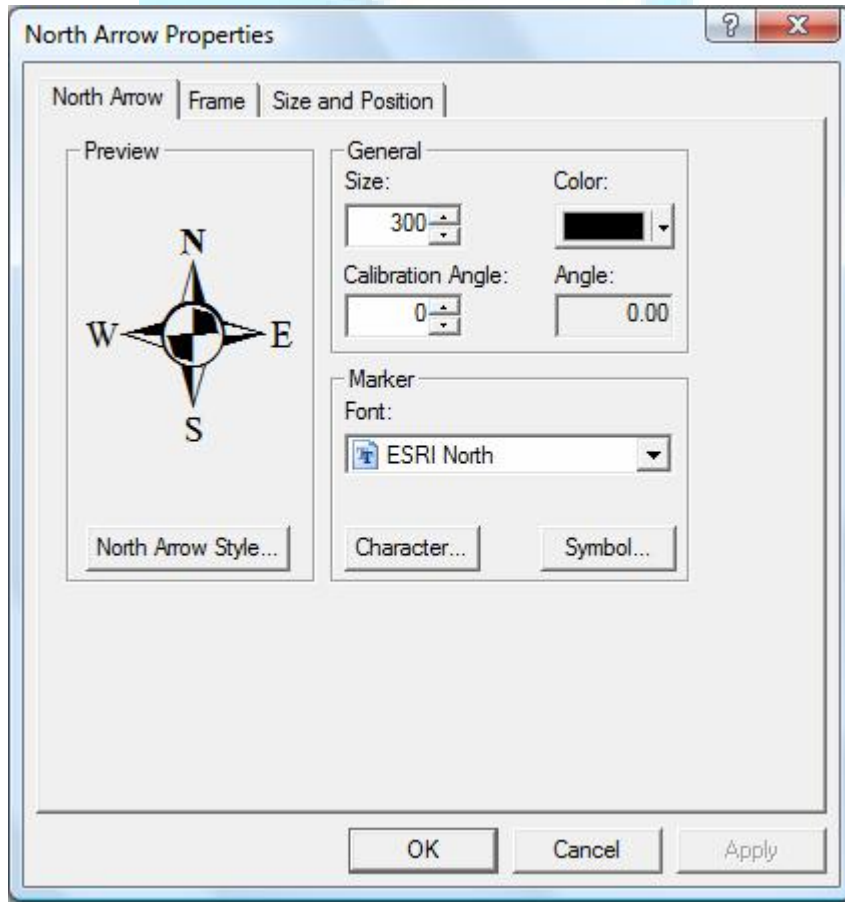 North Arrow Properties
?
X
North Arrow
Frame
Size and Position
Preview
N
W
E
S
North Arrow Style...
General
Size:
Color:
300
Calibration Angle:
Angle:
0
0.00
Marker
Font:
ESRI North
Character...
Symbol...
OK
Cancel
Apply